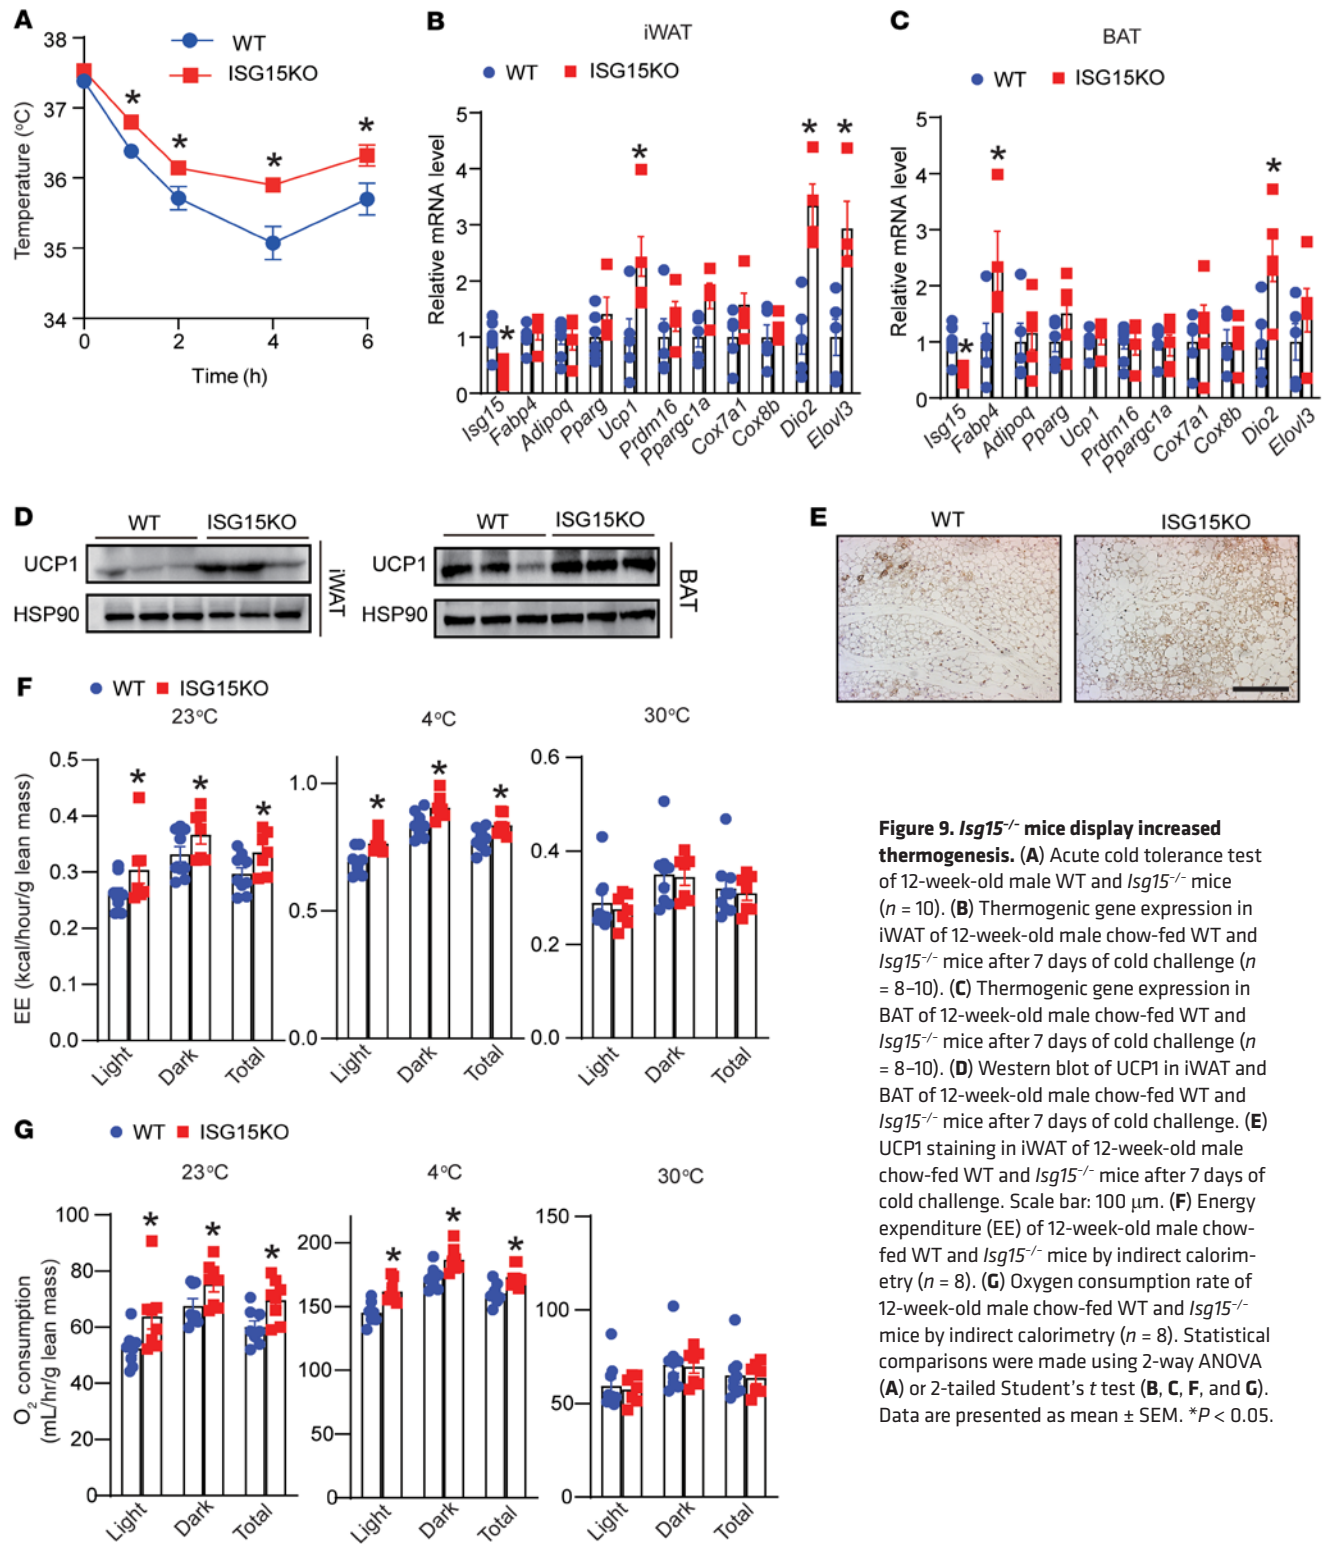 A
WT
ISG15KO
38
37
36
35
34
Temperature (°C)
* * * *
0 2 4 6
Time (h)
B
iWAT
WT ISG15KO
Relative mRNA level
5
4
3
2
1
0
* * * *
Isg15 Fabp4 Adipoq Pparg Ucp1 Prdm16 Ppargc1a Cox7a1 Cox8b Dio2 Elovl3
C
BAT
WT ISG15KO
Relative mRNA level
5
4
3
2
1
0
* * *
Isg15 Fabp4 Adipoq Pparg Ucp1 Prdm16 Ppargc1a Cox7a1 Cox8b Dio2 Elovl3
D
WT ISG15KO
UCP1
HSP90
iWAT
WT ISG15KO
UCP1
HSP90
BAT
E
WT ISG15KO
F
WT ISG15KO
23°C
EE (kcal/hour/g lean mass)
0.5
0.4
0.3
0.2
0.1
0.0
* * *
Light Dark Total
4°C
1.0
0.5
0.0
* * *
Light Dark Total
30°C
0.6
0.4
0.2
0.0
Light Dark Total
G
WT ISG15KO
23°C
O2 consumption
(mL/hr/g lean mass)
100
80
60
40
20
0
* * *
Light Dark Total
4°C
200
150
100
50
0
* * *
Light Dark Total
30°C
150
100
50
0
Light Dark Total
Figure 9. Isg15-/- mice display increased
thermogenesis. (A) Acute cold tolerance test
of 12-week-old male WT and Isg15-/- mice
(n = 10). (B) Thermogenic gene expression in
iWAT of 12-week-old male chow-fed WT and
Isg15-/- mice after 7 days of cold challenge (n
= 8–10). (C) Thermogenic gene expression in
BAT of 12-week-old male chow-fed WT and
Isg15-/- mice after 7 days of cold challenge (n
= 8–10). (D) Western blot of UCP1 in iWAT and
BAT of 12-week-old male chow-fed WT and
Isg15-/- mice after 7 days of cold challenge. (E)
UCP1 staining in iWAT of 12-week-old male
chow-fed WT and Isg15-/- mice after 7 days of
cold challenge. Scale bar: 100 μm. (F) Energy
expenditure (EE) of 12-week-old male chow-
fed WT and Isg15-/- mice by indirect calorim-
etry (n = 8). (G) Oxygen consumption rate of
12-week-old male chow-fed WT and Isg15-/-
mice by indirect calorimetry (n = 8). Statistical
comparisons were made using 2-way ANOVA
(A) or 2-tailed Student’s t test (B, C, F, and G).
Data are presented as mean ± SEM. *P < 0.05.